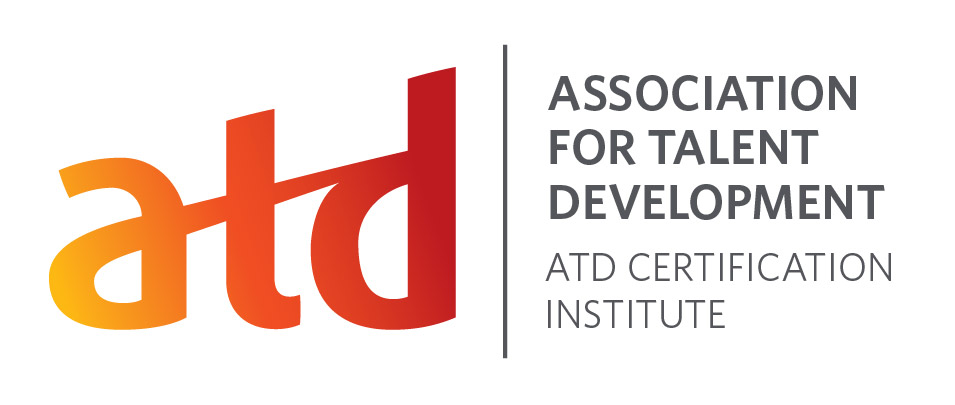 atd
ASSOCIATION
FOR TALENT
DEVELOPMENT
ATD CERTIFICATION
INSTITUTE